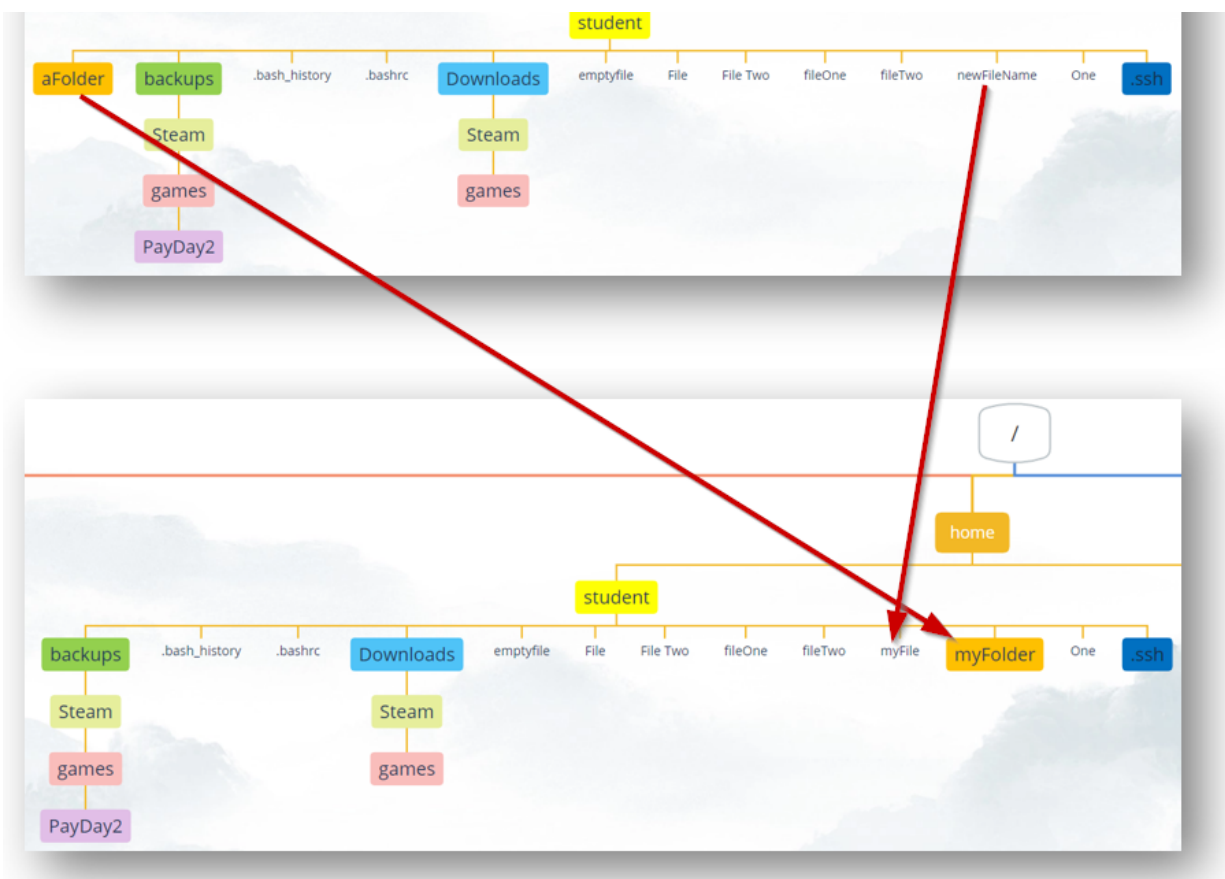 student
aFolder backups .bash_history .bashrc Downloads emptyfile File File Two fileOne fileTwo newFileName One .ssh
Steam Steam
games games
PayDay2
/
home
student
backups .bash_history .bashrc Downloads emptyfile File File Two fileOne fileTwo myFile myFolder One .ssh
Steam Steam
games games
PayDay2